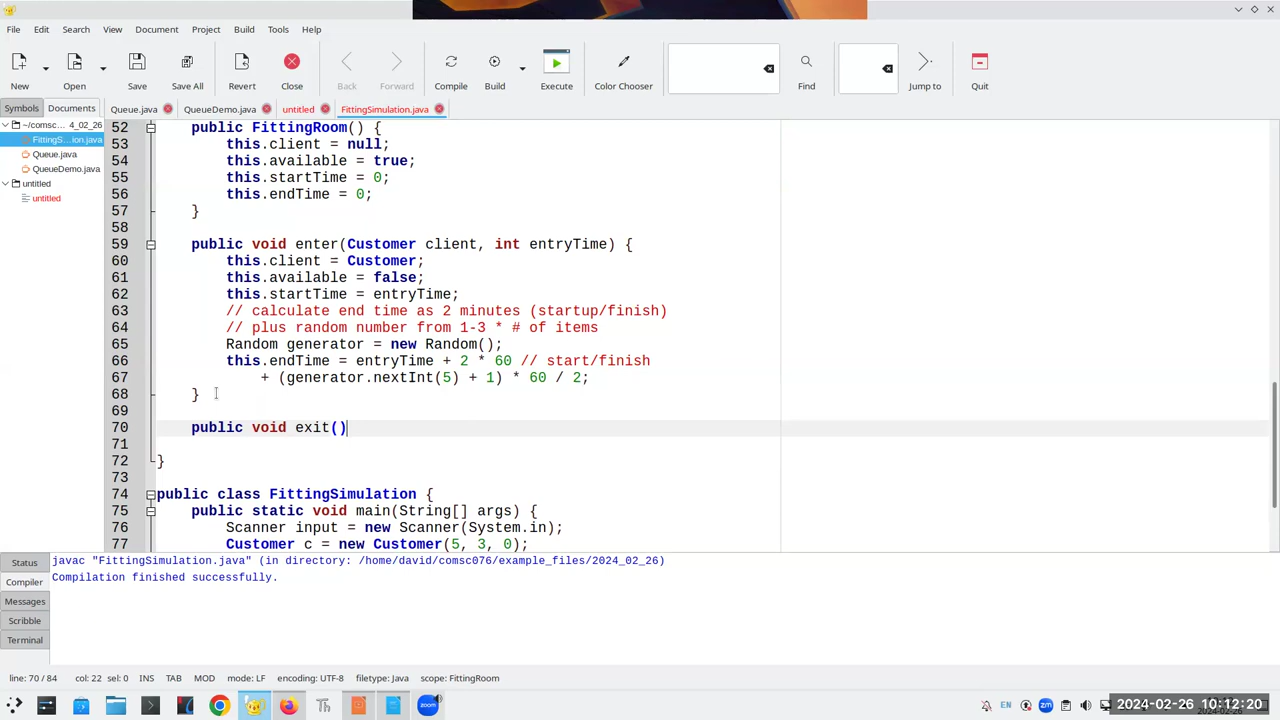 File Edit Search View Document Project Build Tools Help
New Open Save Save All Revert Close Back Forward Compile Build Execute Color Chooser Find Jump to Quit
Symbols Documents Queue.java QueueDemo.java untitled FittingSimulation.java
~/comsc... 4_02_26
FittingS...ion.java
Queue.java
QueueDemo.java
untitled
untitled
52 public FittingRoom() {
53 this.client = null;
54 this.available = true;
55 this.startTime = 0;
56 this.endTime = 0;
57 }
58
59 public void enter(Customer client, int entryTime) {
60 this.client = Customer;
61 this.available = false;
62 this.startTime = entryTime;
63 // calculate end time as 2 minutes (startup/finish)
64 // plus random number from 1-3 * # of items
65 Random generator = new Random();
66 this.endTime = entryTime + 2 * 60 // start/finish
67 + (generator.nextInt(5) + 1) * 60 / 2;
68 }
69
70 public void exit()
71
72 }
73
74 public class FittingSimulation {
75 public static void main(String[] args) {
76 Scanner input = new Scanner(System.in);
77 Customer c = new Customer(5, 3, 0);
Status
Compiler
Messages
Scribble
Terminal
javac "FittingSimulation.java" (in directory: /home/david/comsc076/example_files/2024_02_26)
Compilation finished successfully.
line: 70 / 84 col: 22 sel: 0 INS TAB MOD mode: LF encoding: UTF-8 filetype: Java scope: FittingRoom
Th zoom EN zm 2024-02-26 10:12:20